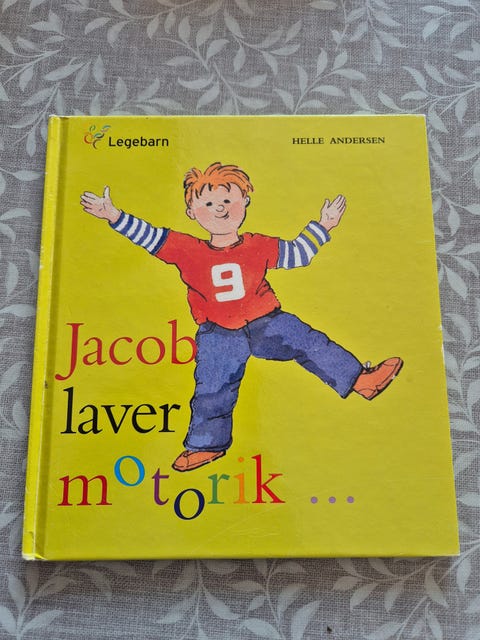 Legebarn
HELLE ANDERSEN
9
Jacob
laver
motorik ...